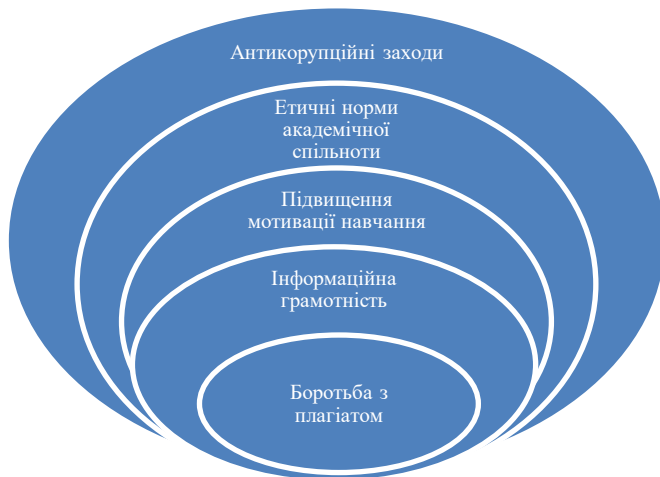 Антикорупційні заходи
Етичні норми
академічної
спільноти
Підвищення
мотивації навчання
Інформаційна
грамотність
Боротьба з
плагіатом